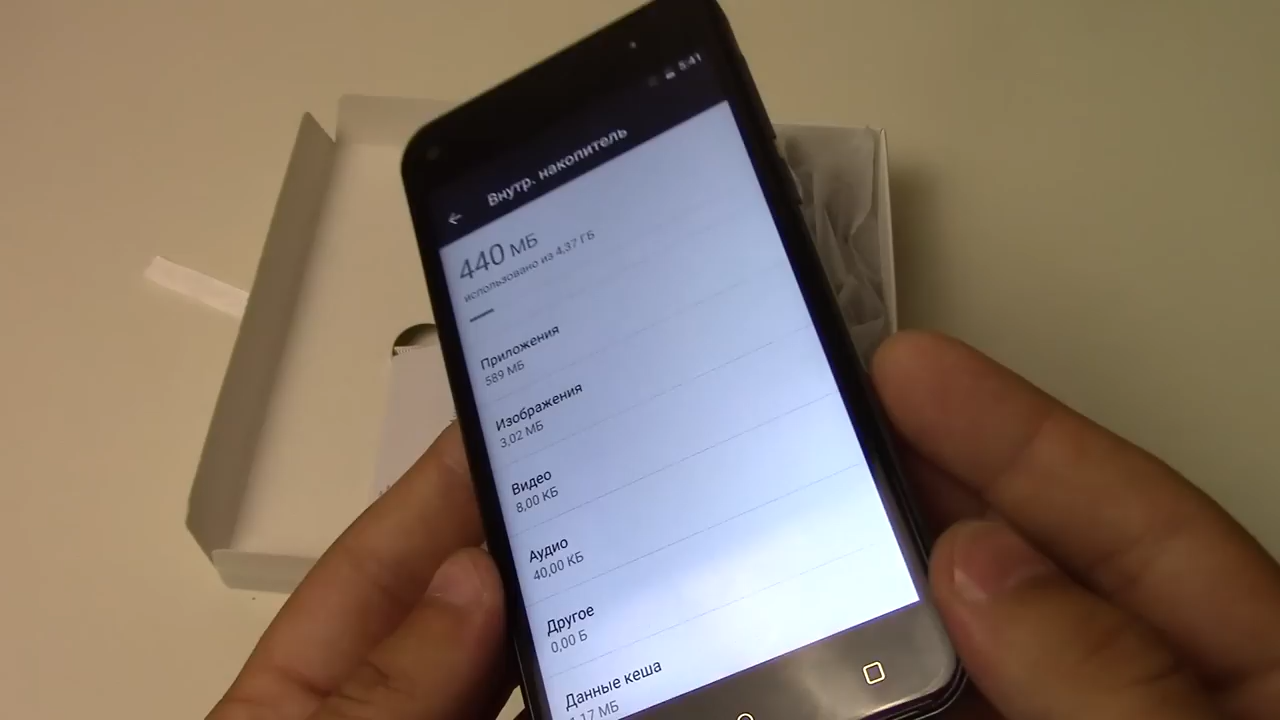 5:41
Внутр. накопитель
440 МБ
использовано из 4,37 ГБ
Приложения
589 МБ
Изображения
3,02 МБ
Видео
8,00 КБ
Аудио
40,00 КБ
Другое
0,00 Б
Данные кеша
МБ